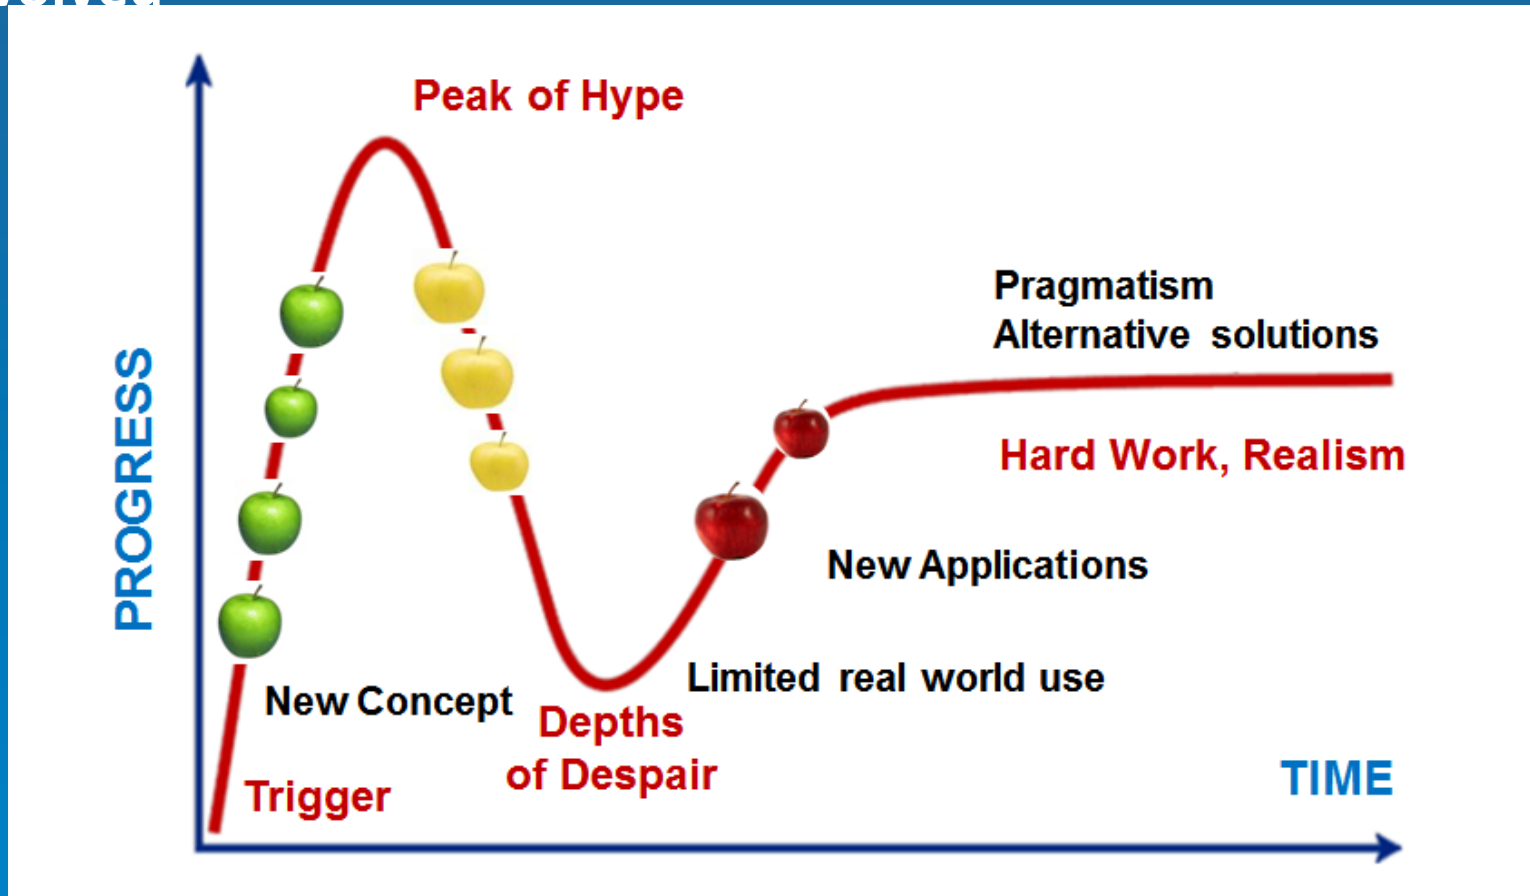 Peak of Hype
Pragmatism
Alternative solutions
PROGRESS
Hard Work, Realism
New Applications
Limited real world use
New Concept
Depths
of Despair
Trigger
TIME